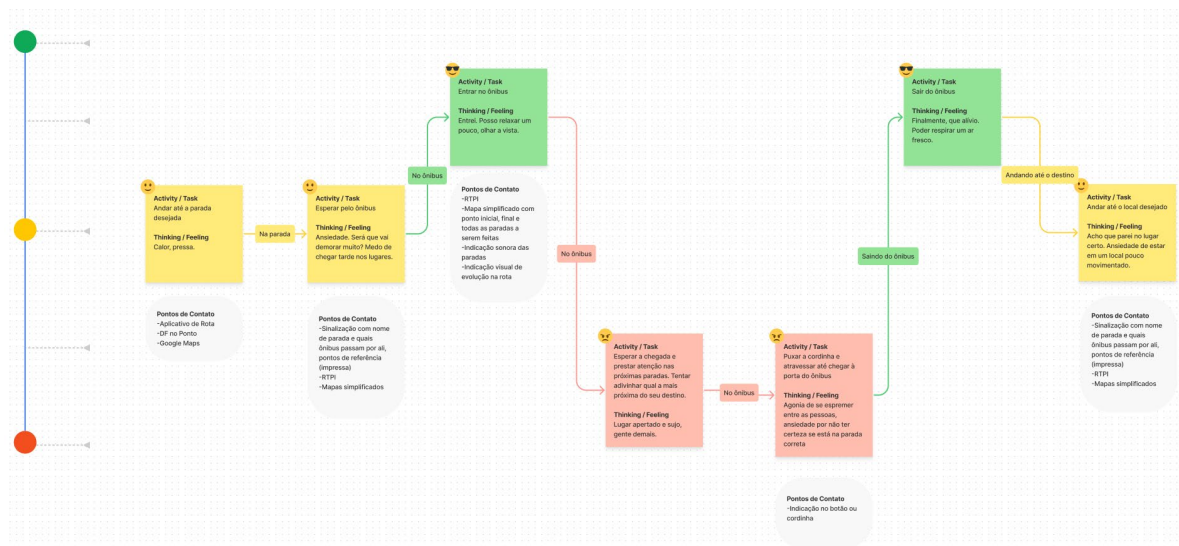 Activity / Task
Andar até a parada
desejada
Thinking / Feeling
Calor, pressa.
Pontos de Contato
-Aplicativo de Rota
-DF no Ponto
-Google Maps
Na parada
Activity / Task
Esperar pelo ônibus
Thinking / Feeling
Ansiedade. Será que vai
demorar muito? Medo de
chegar tarde nos lugares.
Pontos de Contato
-Sinalização com nome
de parada e quais
ônibus passam por ali,
pontos de referência
(impressa)
-RTPI
-Mapas simplificados
No ônibus
Activity / Task
Entrar no ônibus
Thinking / Feeling
Entrei. Posso relaxar um
pouco, olhar a vista.
Pontos de Contato
-RTPI
-Mapa simplificado com
ponto inicial, final e
todas as paradas a
serem feitas
-Indicação sonora das
paradas
-Indicação visual de
evolução na rota
No ônibus
Activity / Task
Esperar a chegada e
prestar atenção nas
próximas paradas. Tentar
adivinhar qual a mais
próxima do seu destino.
Thinking / Feeling
Lugar apertado e sujo,
gente demais.
No ônibus
Activity / Task
Puxar a cordinha e
atravessar até chegar à
porta do ônibus
Thinking / Feeling
Agonia de se espremer
entre as pessoas,
ansiedade por não ter
certeza se está na parada
correta
Pontos de Contato
-Indicação no botão ou
cordinha
Saindo do ônibus
Activity / Task
Sair do ônibus
Thinking / Feeling
Finalmente, que alívio.
Poder respirar um ar
fresco.
Andando até o destino
Activity / Task
Andar até o local desejado
Thinking / Feeling
Acho que parei no lugar
certo. Ansiedade de estar
em um local pouco
movimentado.
Pontos de Contato
-Sinalização com nome
de parada e quais
ônibus passam por ali,
pontos de referência
(impressa)
-RTPI
-Mapas simplificados